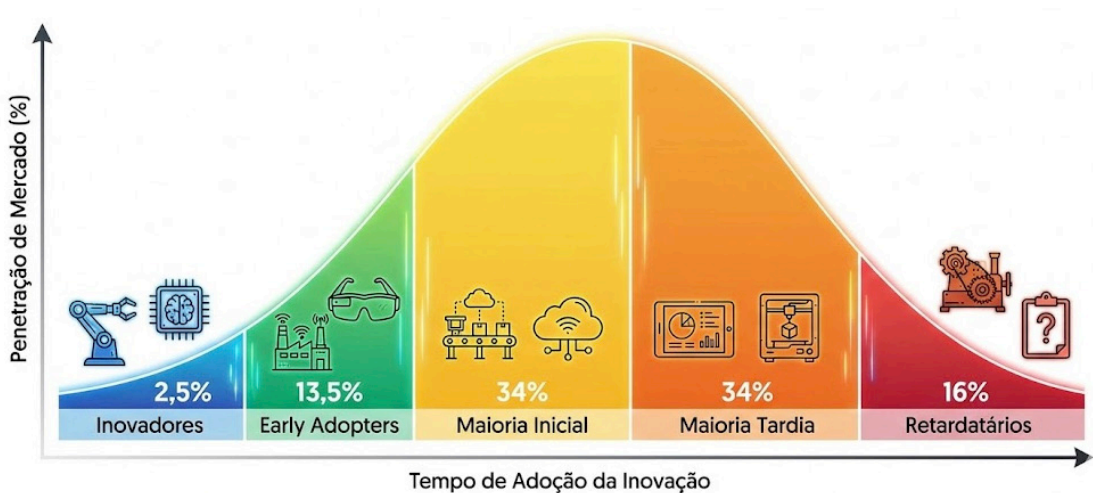 Penetração de Mercado (%)
2,5%
13,5%
34%
34%
16%
Inovadores
Early Adopters
Maioria Inicial
Maioria Tardia
Retardatários
?
Tempo de Adoção da Inovação